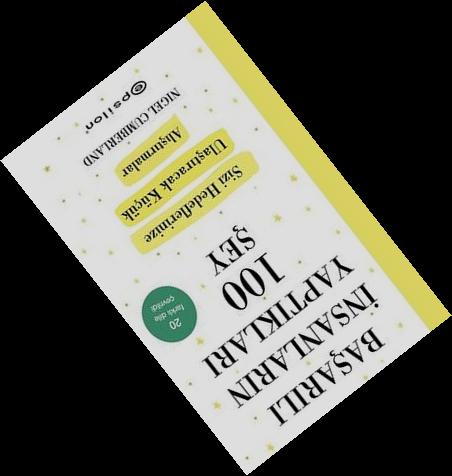 BAŞARILI
İNSANLARIN
YAPTIKLARI
100
ŞEY
20
farklı dile
çevrildi
Sizi Hedeflerinize
Ulaştıracak Küçük
Alıştırmalar
NIGEL CUMBERLAND
epsilon